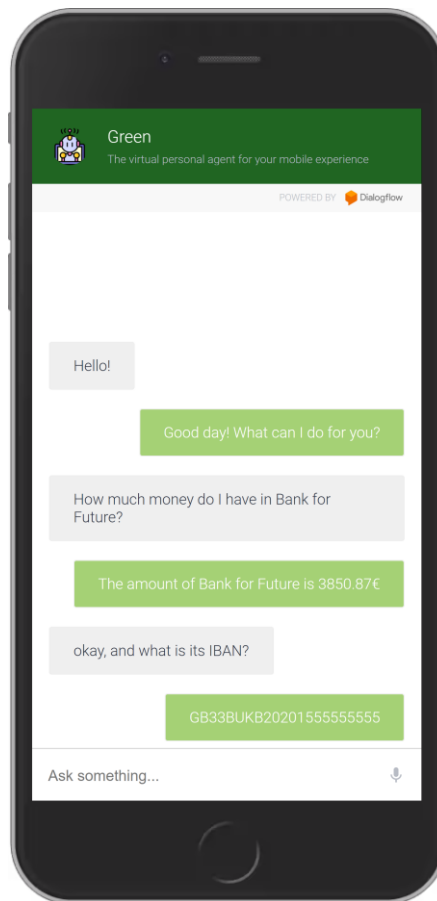 Green
The virtual personal agent for your mobile experience
POWERED BY Dialogflow
Hello!
Good day! What can I do for you?
How much money do I have in Bank for
Future?
The amount of Bank for Future is 3850.87€
okay, and what is its IBAN?
GB33BUKB20201555555555
Ask something...